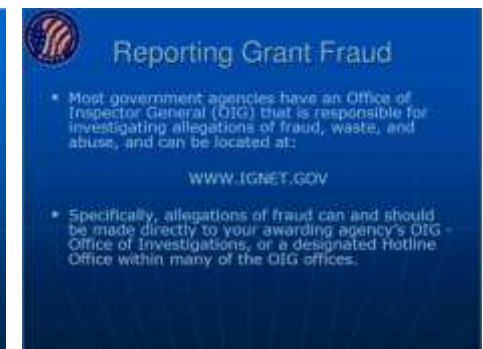 Reporting Grant Fraud
• Most government agencies have an Office of
Inspector General (OIG) that is responsible for
investigating allegations of fraud, waste, and
abuse, and can be located at:
WWW.IGNET.GOV
• Specifically, allegations of fraud can and should
be made directly to your awarding agency's OIG -
Office of Investigations, or a designated Hotline
Office within many of the OIG offices.